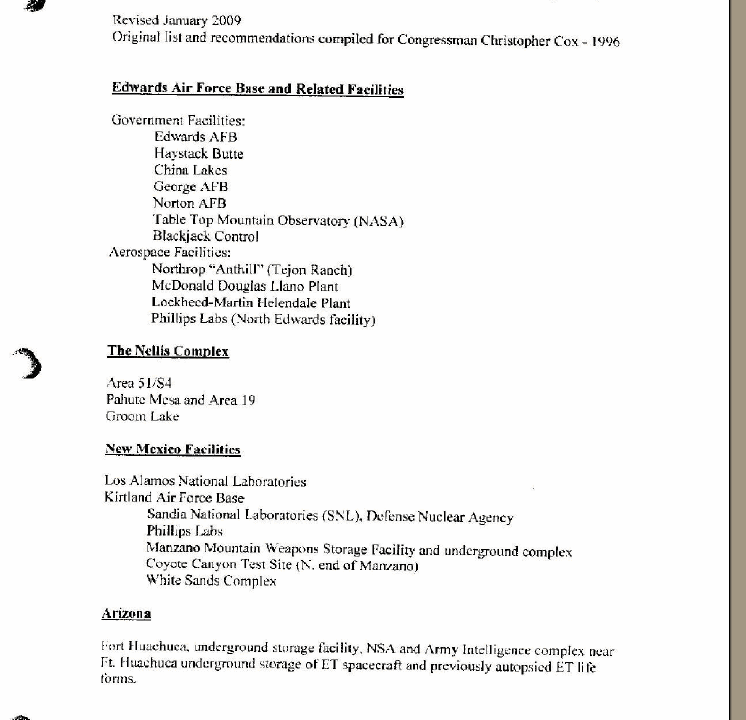 Revised January 2009
Original list and recommendations compiled for Congressman Christopher Cox - 1996
Edwards Air Force Base and Related Facilities
Government Facilities:
Edwards AFB
Haystack Butte
China Lakes
George AFB
Norton AFB
Table Top Mountain Observatory (NASA)
Blackjack Control
Aerospace Facilities:
Northrop "Anthill" (Tejon Ranch)
McDonald Douglas Llano Plant
Lockheed-Martin Helendale Plant
Phillips Labs (North Edwards facility)
The Nellis Complex
Area 51/S4
Pahute Mesa and Area 19
Groom Lake
New Mexico Facilities
Los Alamos National Laboratories
Kirtland Air Force Base
Sandia National Laboratories (SNL), Defense Nuclear Agency
Phillips Labs
Manzano Mountain Weapons Storage Facility and underground complex
Coyote Canyon Test Site (N. end of Manzano)
White Sands Complex
Arizona
Fort Huachuca, underground storage facility, NSA and Army Intelligence complex near
Ft. Huachuca underground storage of ET spacecraft and previously autopsied ET life
forms.